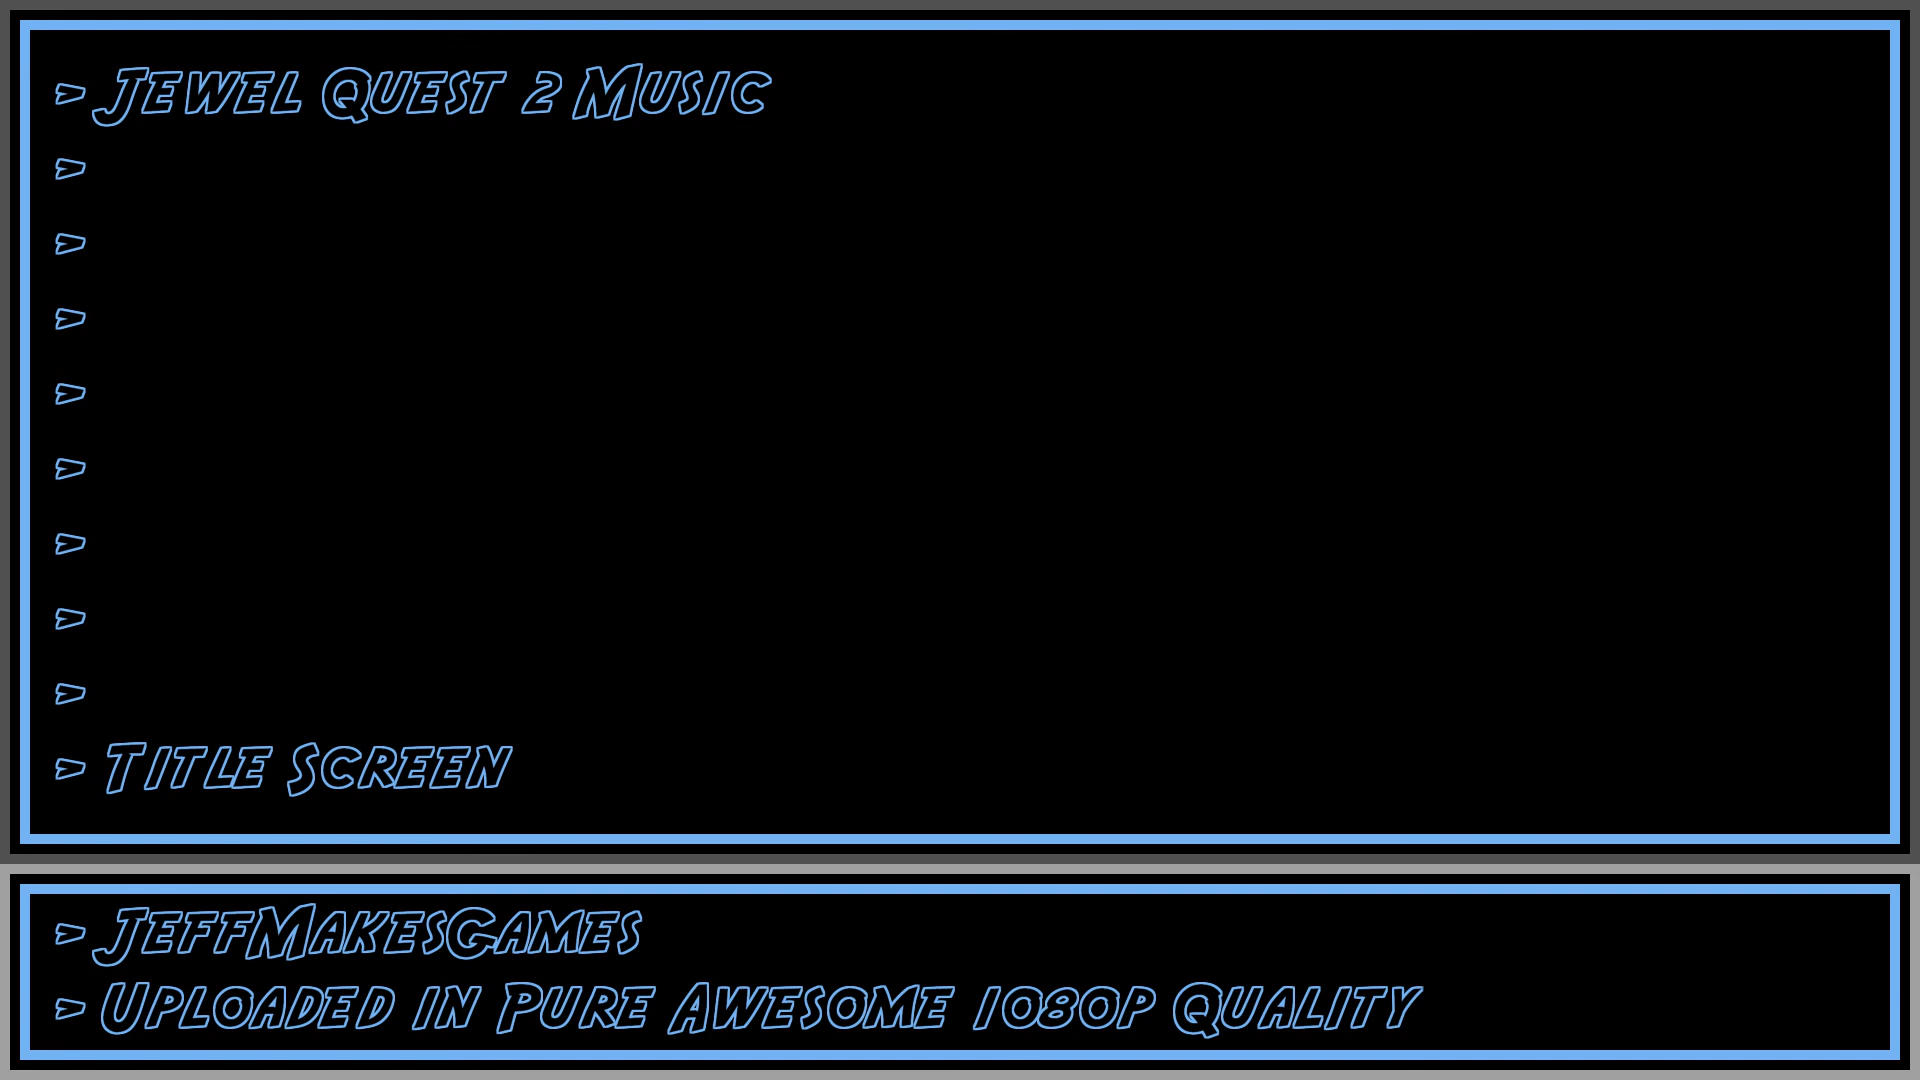 > Jewel Quest 2 Music
>
>
>
>
>
>
>
>
> Title Screen
> JeffMakesGames
> Uploaded in Pure Awesome 1080p Quality